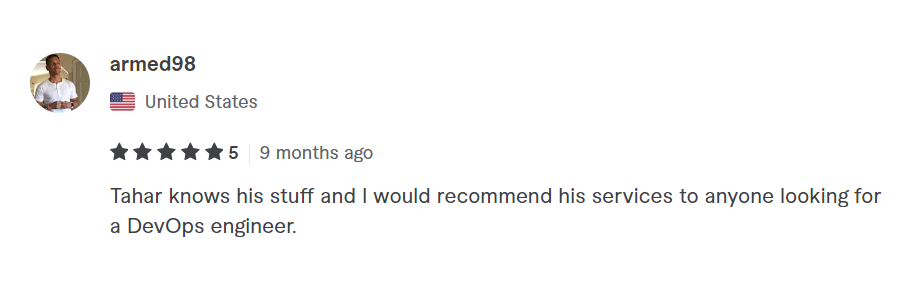 armed98
United States
5
9 months ago
Tahar knows his stuff and I would recommend his services to anyone looking for
a DevOps engineer.